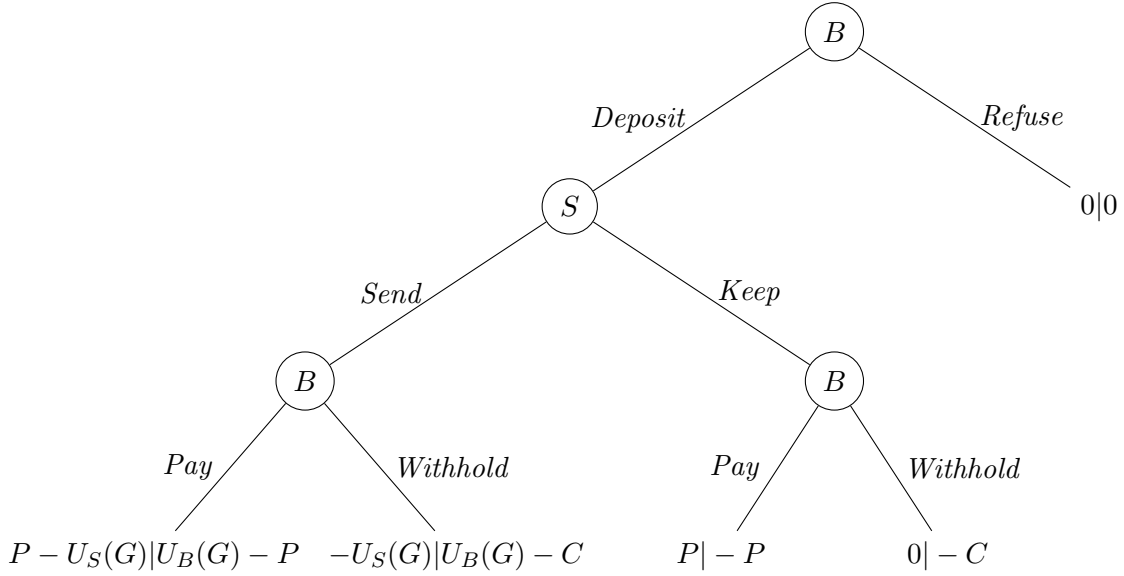 B
Deposit
Refuse
S
0|0
Send
Keep
B
B
Pay
Withhold
Pay
Withhold
P − U_S(G)|U_B(G) − P
−U_S(G)|U_B(G) − C
P| − P
0| − C